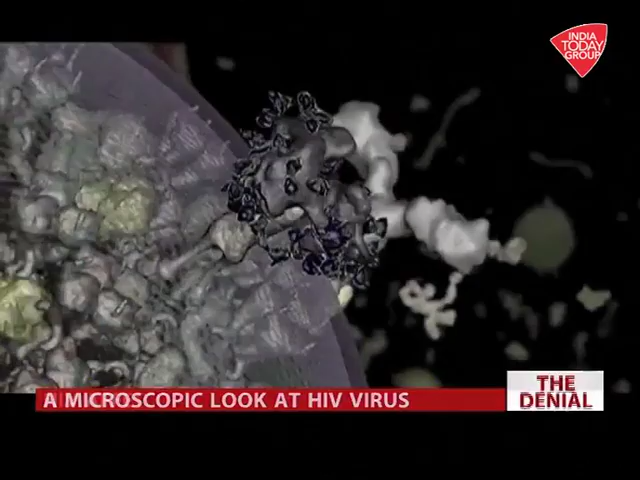 INDIA
TODAY
GROUP
A MICROSCOPIC LOOK AT HIV VIRUS
THE
DENIAL